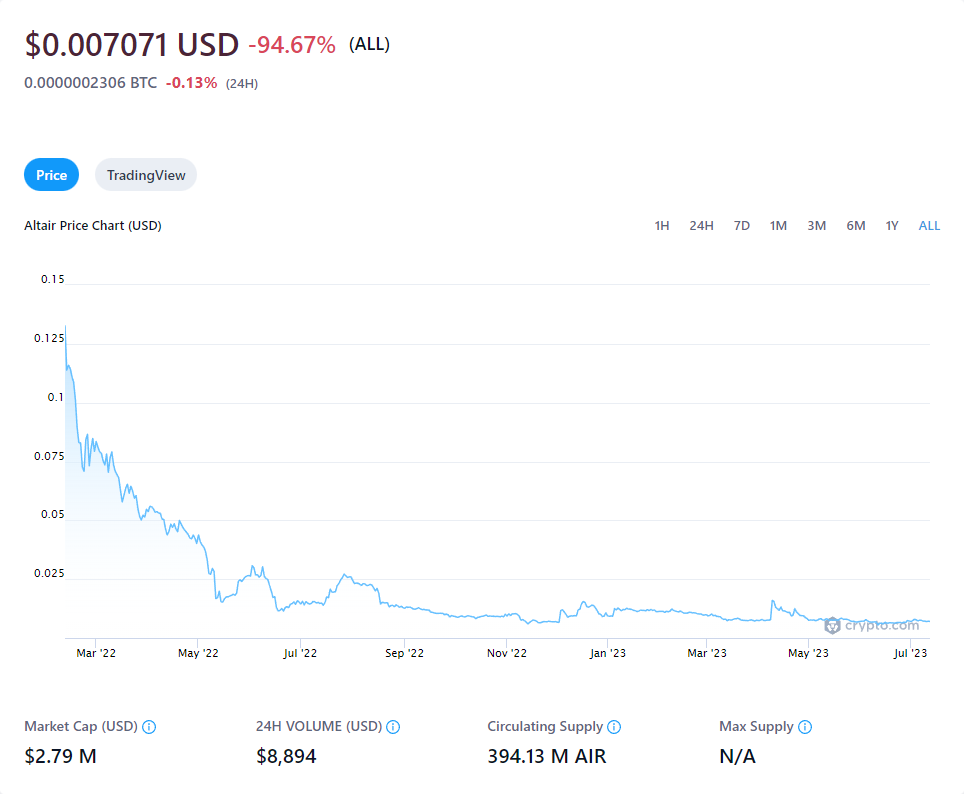 $0.007071 USD -94.67% (ALL)
0.0000002306 BTC -0.13% (24H)
Price TradingView
Altair Price Chart (USD) 1H 24H 7D 1M 3M 6M 1Y ALL
0.15
0.125
0.1
0.075
0.05
0.025
crypto.com
Mar '22 May '22 Jul '22 Sep '22 Nov '22 Jan '23 Mar '23 May '23 Jul '23
Market Cap (USD) 24H VOLUME (USD) Circulating Supply Max Supply
$2.79 M $8,894 394.13 M AIR N/A